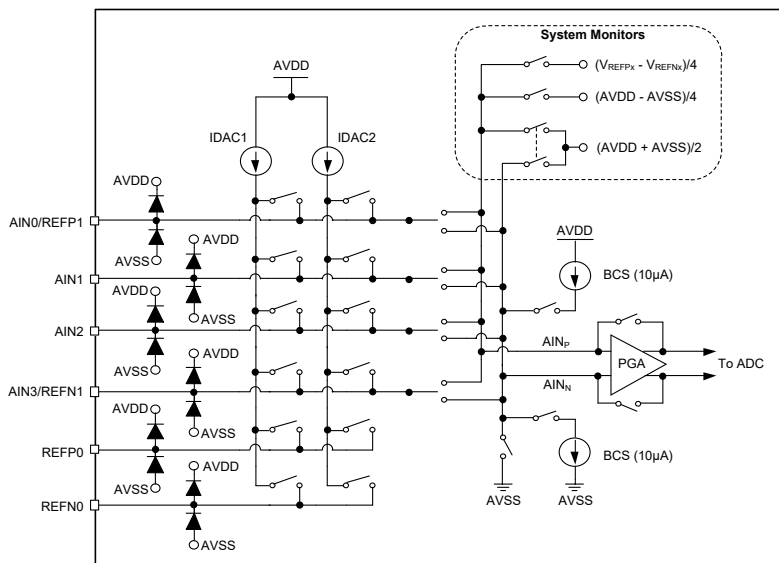 System Monitors
AVDD
(VREFPx - VREFNx)/4
(AVDD - AVSS)/4
IDAC1
IDAC2
(AVDD + AVSS)/2
AVDD
AIN0/REFP1
AVDD
AVDD
AVSS
BCS (10µA)
AIN1
AVDD
AVSS
AIN2
AINP
PGA
To ADC
AVDD
AVSS
AIN3/REFN1
AINN
AVDD
AVSS
REFP0
BCS (10µA)
AVDD
AVSS
AVSS
AVSS
REFN0
AVSS